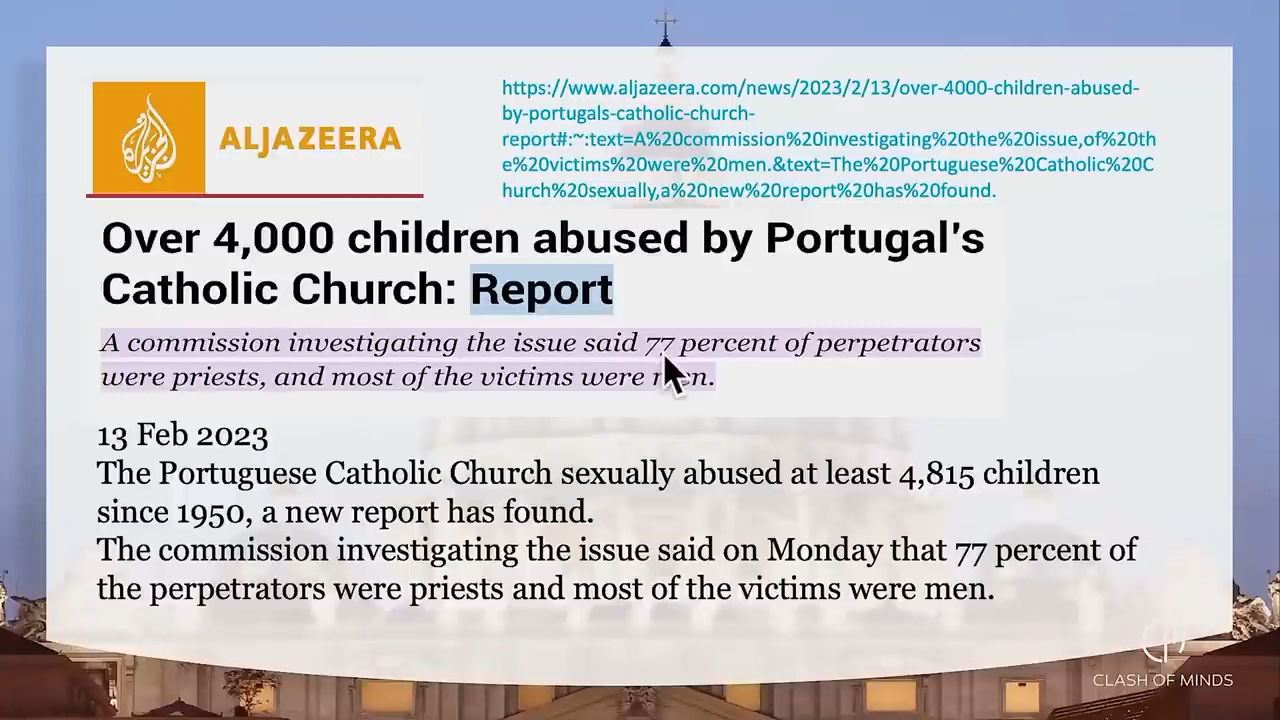 ALJAZEERA
https://www.aljazeera.com/news/2023/2/13/over-4000-children-abused-
by-portugals-catholic-church-
report#:~:text=A%20commission%20investigating%20the%20issue,of%20th
e%20victims%20were%20men.&text=The%20Portuguese%20Catholic%20C
hurch%20sexually,a%20new%20report%20has%20found.
Over 4,000 children abused by Portugal's
Catholic Church: Report
A commission investigating the issue said 77 percent of perpetrators
were priests, and most of the victims were men.
13 Feb 2023
The Portuguese Catholic Church sexually abused at least 4,815 children
since 1950, a new report has found.
The commission investigating the issue said on Monday that 77 percent of
the perpetrators were priests and most of the victims were men.
CLASH OF MINDS